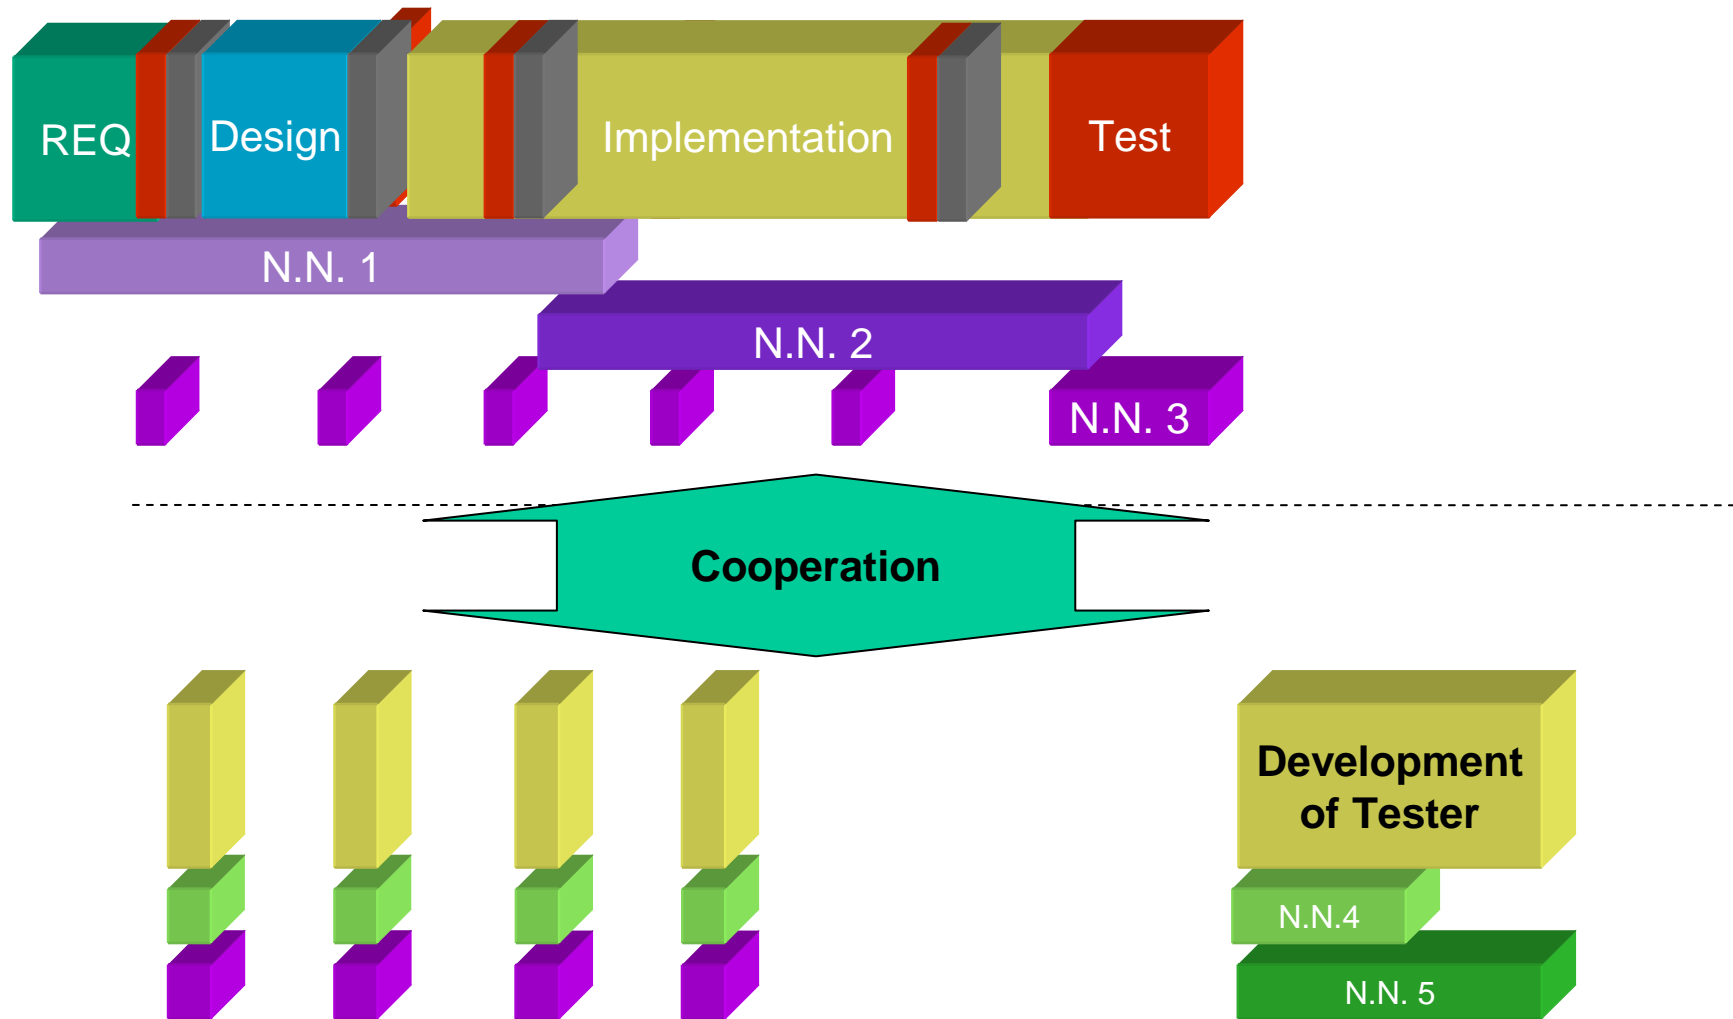 REQ
Design
Implementation
Test
N.N. 1
N.N. 2
N.N. 3
Cooperation
Development
of Tester
N.N.4
N.N. 5